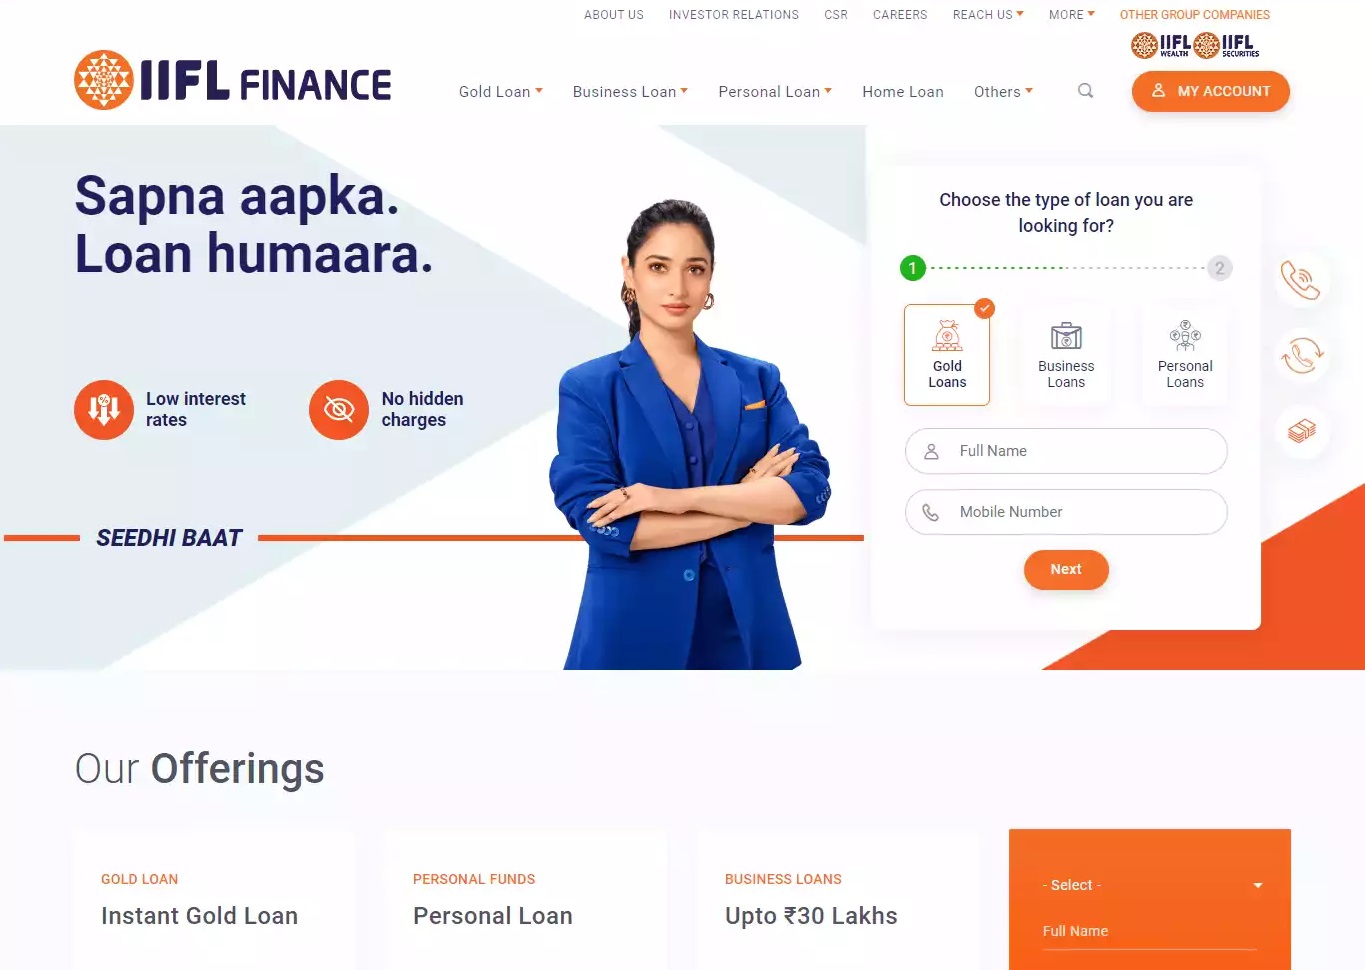 ABOUT US INVESTOR RELATIONS CSR CAREERS REACH US MORE OTHER GROUP COMPANIES
IIFL WEALTH IIFL SECURITIES
IIFL FINANCE
Gold Loan Business Loan Personal Loan Home Loan Others MY ACCOUNT
Sapna aapka.
Loan humaara.
Low interest
rates
No hidden
charges
SEEDHI BAAT
Choose the type of loan you are
looking for?
1 2
Gold
Loans
Business
Loans
Personal
Loans
Full Name
Mobile Number
Next
Our Offerings
GOLD LOAN
Instant Gold Loan
PERSONAL FUNDS
Personal Loan
BUSINESS LOANS
Upto ₹30 Lakhs
- Select -
Full Name